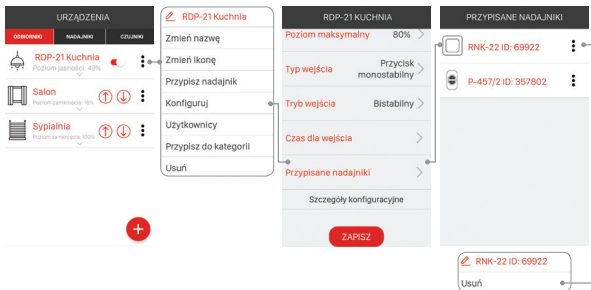 URZĄDZENIA
ODBIORNIKI NADAJNIKI CZUJNIKI
RDP-21 Kuchnia
Poziom jasności: 49%
Salon
Poziom zamknięcia: 16%
Sypialnia
Poziom zamknięcia: 100%
RDP-21 Kuchnia
Zmień nazwę
Zmień ikonę
Przypisz nadajnik
Konfiguruj
Użytkownicy
Przypisz do kategorii
Usuń
RDP-21 KUCHNIA
Poziom maksymalny 80%
Typ wejścia Przycisk
monostabilny
Tryb wejścia Bistabilny
Czas dla wejścia
Przypisane nadajniki
Szczegóły konfiguracyjne
ZAPISZ
PRZYPISANE NADAJNIKI
RNK-22 ID: 69922
P-457/2 ID: 357802
RNK-22 ID: 69922
Usuń